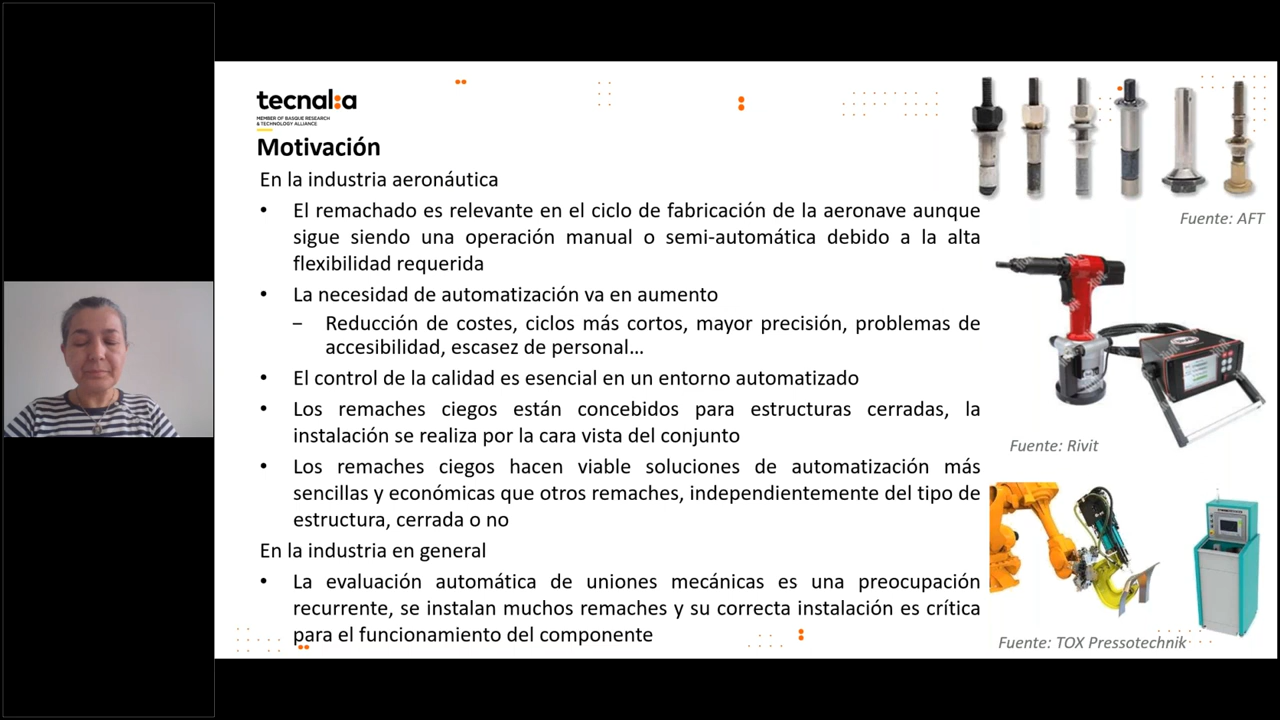 tecnal:a
MEMBER OF BASQUE RESEARCH
& TECHNOLOGY ALLIANCE
Motivación
En la industria aeronáutica
• El remachado es relevante en el ciclo de fabricación de la aeronave aunque
sigue siendo una operación manual o semi-automática debido a la alta
flexibilidad requerida
• La necesidad de automatización va en aumento
– Reducción de costes, ciclos más cortos, mayor precisión, problemas de
accesibilidad, escasez de personal…
• El control de la calidad es esencial en un entorno automatizado
• Los remaches ciegos están concebidos para estructuras cerradas, la
instalación se realiza por la cara vista del conjunto
• Los remaches ciegos hacen viable soluciones de automatización más
sencillas y económicas que otros remaches, independientemente del tipo de
estructura, cerrada o no
En la industria en general
• La evaluación automática de uniones mecánicas es una preocupación
recurrente, se instalan muchos remaches y su correcta instalación es crítica
para el funcionamiento del componente
Fuente: AFT
Fuente: Rivit
Fuente: TOX Pressotechnik